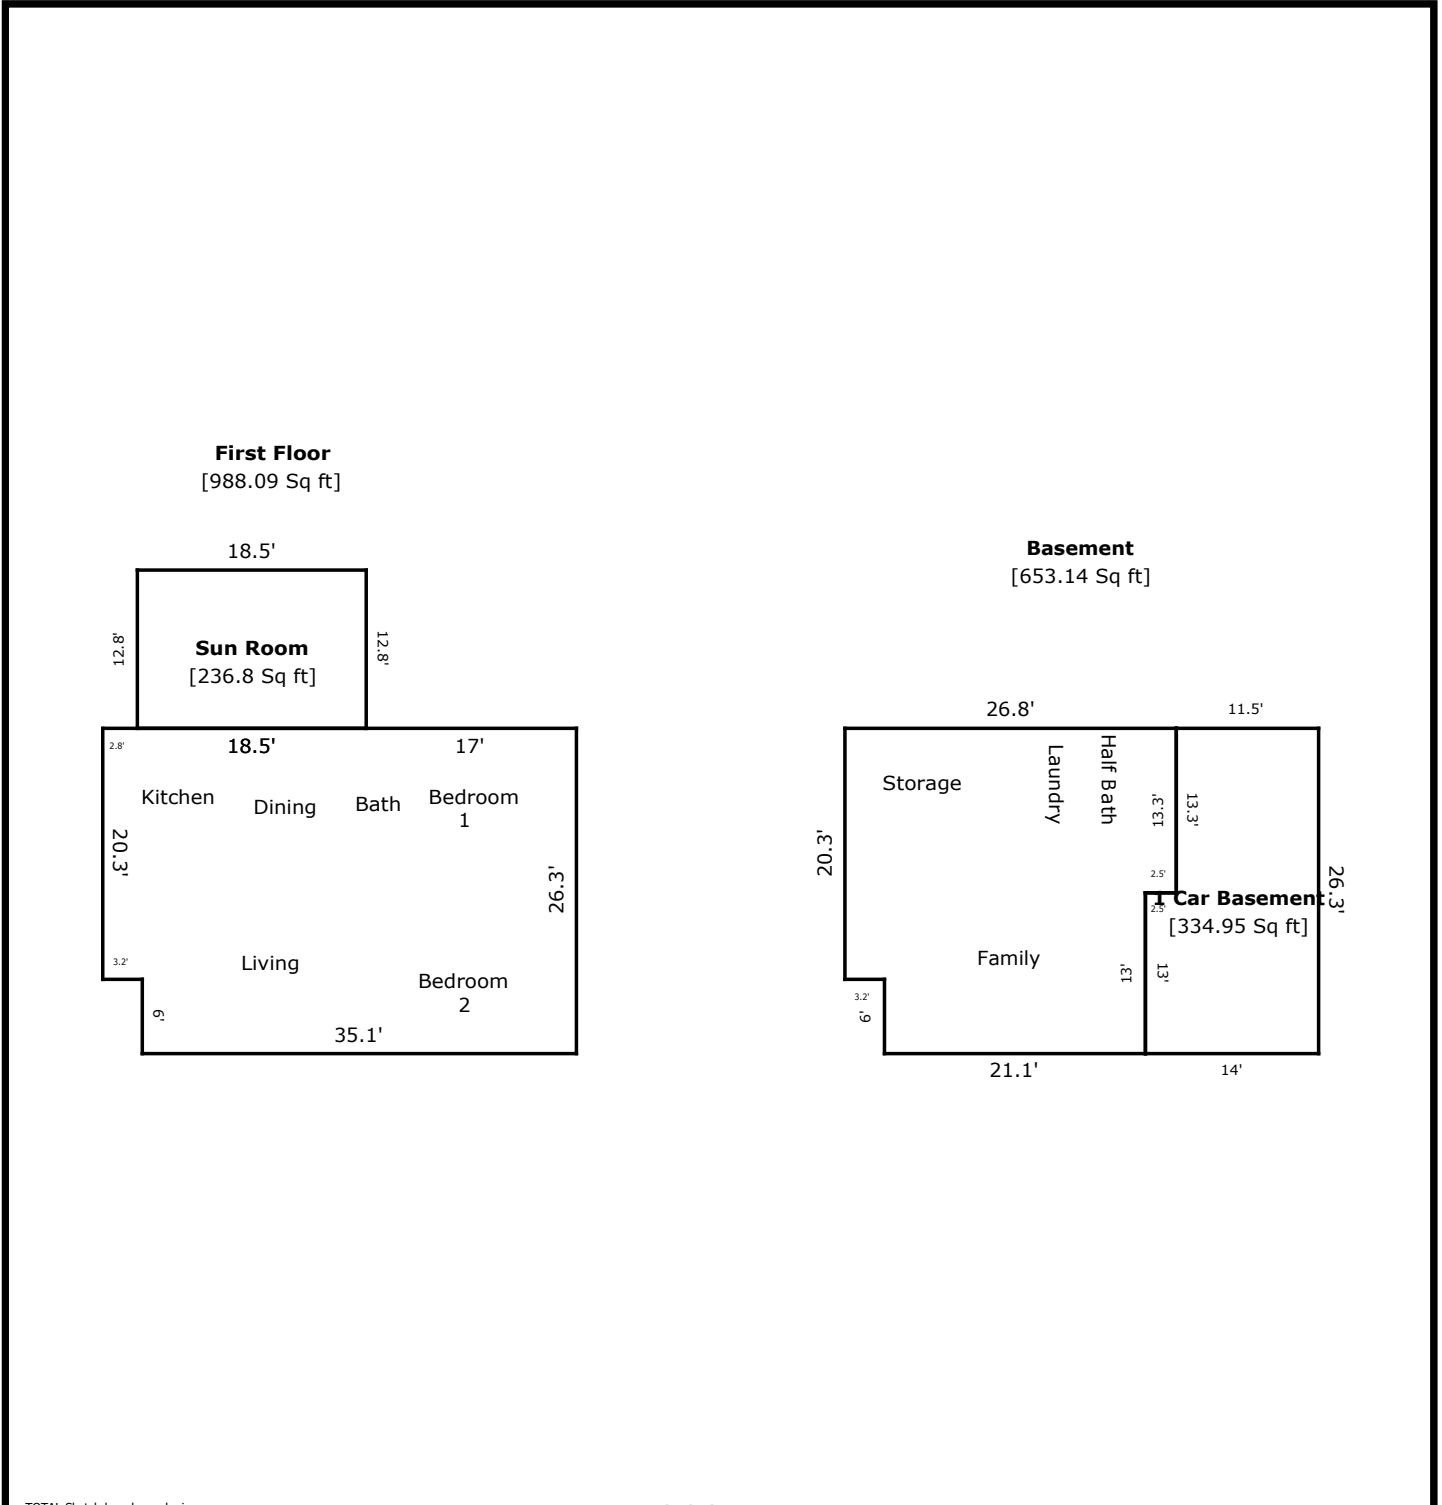 First Floor
[988.09 Sq ft]
18.5'
12.8'
12.8'
Sun Room
[236.8 Sq ft]
2.8'
18.5'
17'
Kitchen
Dining
Bath
Bedroom
1
20.3'
26.3'
3.2'
Living
Bedroom
2
6'
35.1'
Basement
[653.14 Sq ft]
26.8'
11.5'
Storage
Laundry
Half Bath
13.3'
13.3'
20.3'
2.5'
26.3'
1 Car Basement
2.5'
[334.95 Sq ft]
Family
13'
13'
3.2'
6'
21.1'
14'